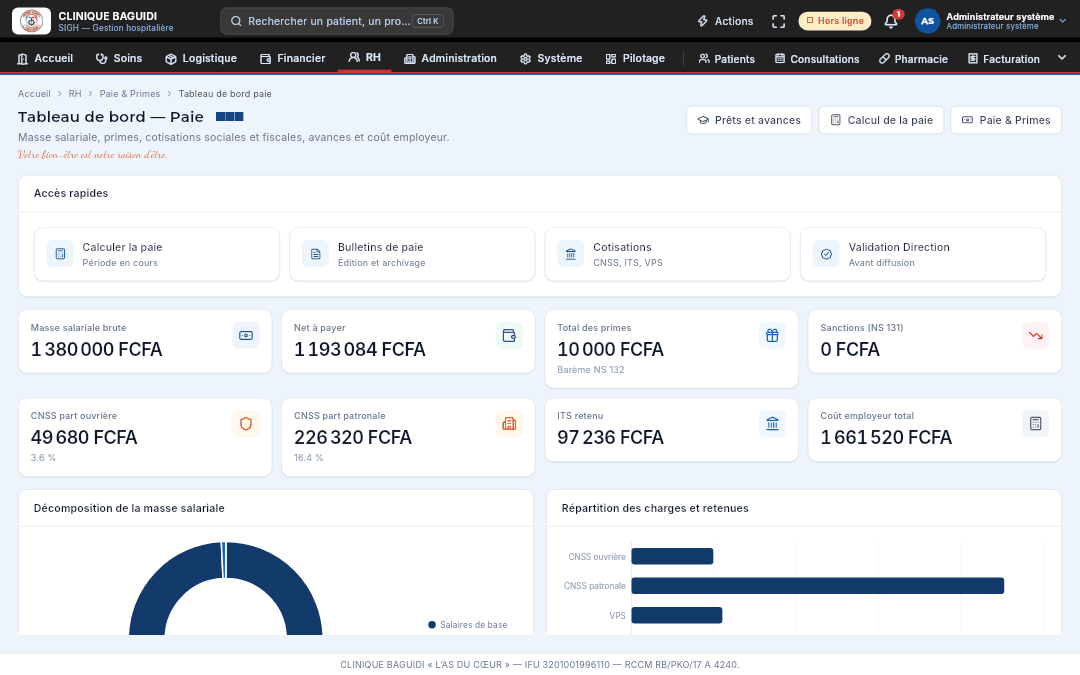 CLINIQUE BAGUIDI
SIGH — Gestion hospitalière
Rechercher un patient, un pro... Ctrl K
Actions
Hors ligne
1
AS
Administrateur système
Administrateur système
Accueil Soins Logistique Financier RH Administration Système Pilotage Patients Consultations Pharmacie Facturation
Accueil > RH > Paie & Primes > Tableau de bord paie
Tableau de bord — Paie
Masse salariale, primes, cotisations sociales et fiscales, avances et coût employeur.
Votre bien-être est notre raison d'être.
Prêts et avances
Calcul de la paie
Paie & Primes
Accès rapides
Calculer la paie
Période en cours
Bulletins de paie
Édition et archivage
Cotisations
CNSS, ITS, VPS
Validation Direction
Avant diffusion
Masse salariale brute
1 380 000 FCFA
Net à payer
1 193 084 FCFA
Total des primes
10 000 FCFA
Barème NS 132
Sanctions (NS 131)
0 FCFA
CNSS part ouvrière
49 680 FCFA
3.6 %
CNSS part patronale
226 320 FCFA
16.4 %
ITS retenu
97 236 FCFA
Coût employeur total
1 661 520 FCFA
Décomposition de la masse salariale
Salaires de base
Répartition des charges et retenues
CNSS ouvrière
CNSS patronale
VPS
CLINIQUE BAGUIDI « L'AS DU CŒUR » — IFU 3201001996110 — RCCM RB/PKO/17 A 4240.